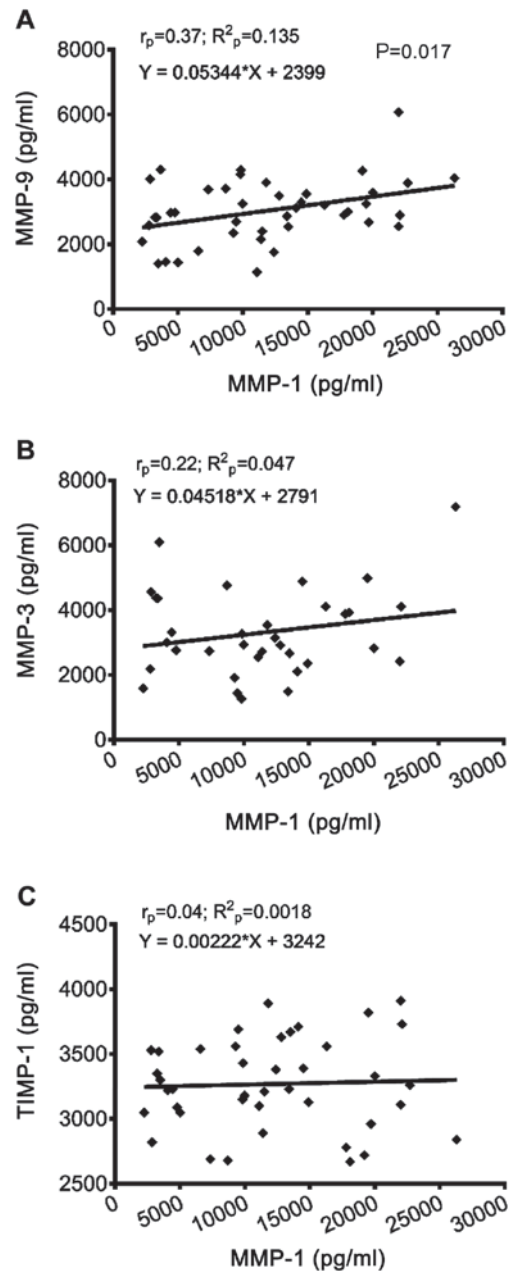 A
rₚ=0.37; R²ₚ=0.135
P=0.017
Y = 0.05344*X + 2399
8000
6000
4000
2000
0
MMP-9 (pg/ml)
0 5000 10000 15000 20000 25000 30000
MMP-1 (pg/ml)
B
rₚ=0.22; R²ₚ=0.047
Y = 0.04518*X + 2791
8000
6000
4000
2000
0
MMP-3 (pg/ml)
0 5000 10000 15000 20000 25000 30000
MMP-1 (pg/ml)
C
rₚ=0.04; R²ₚ=0.0018
Y = 0.00222*X + 3242
4500
4000
3500
3000
2500
TIMP-1 (pg/ml)
0 5000 10000 15000 20000 25000 30000
MMP-1 (pg/ml)